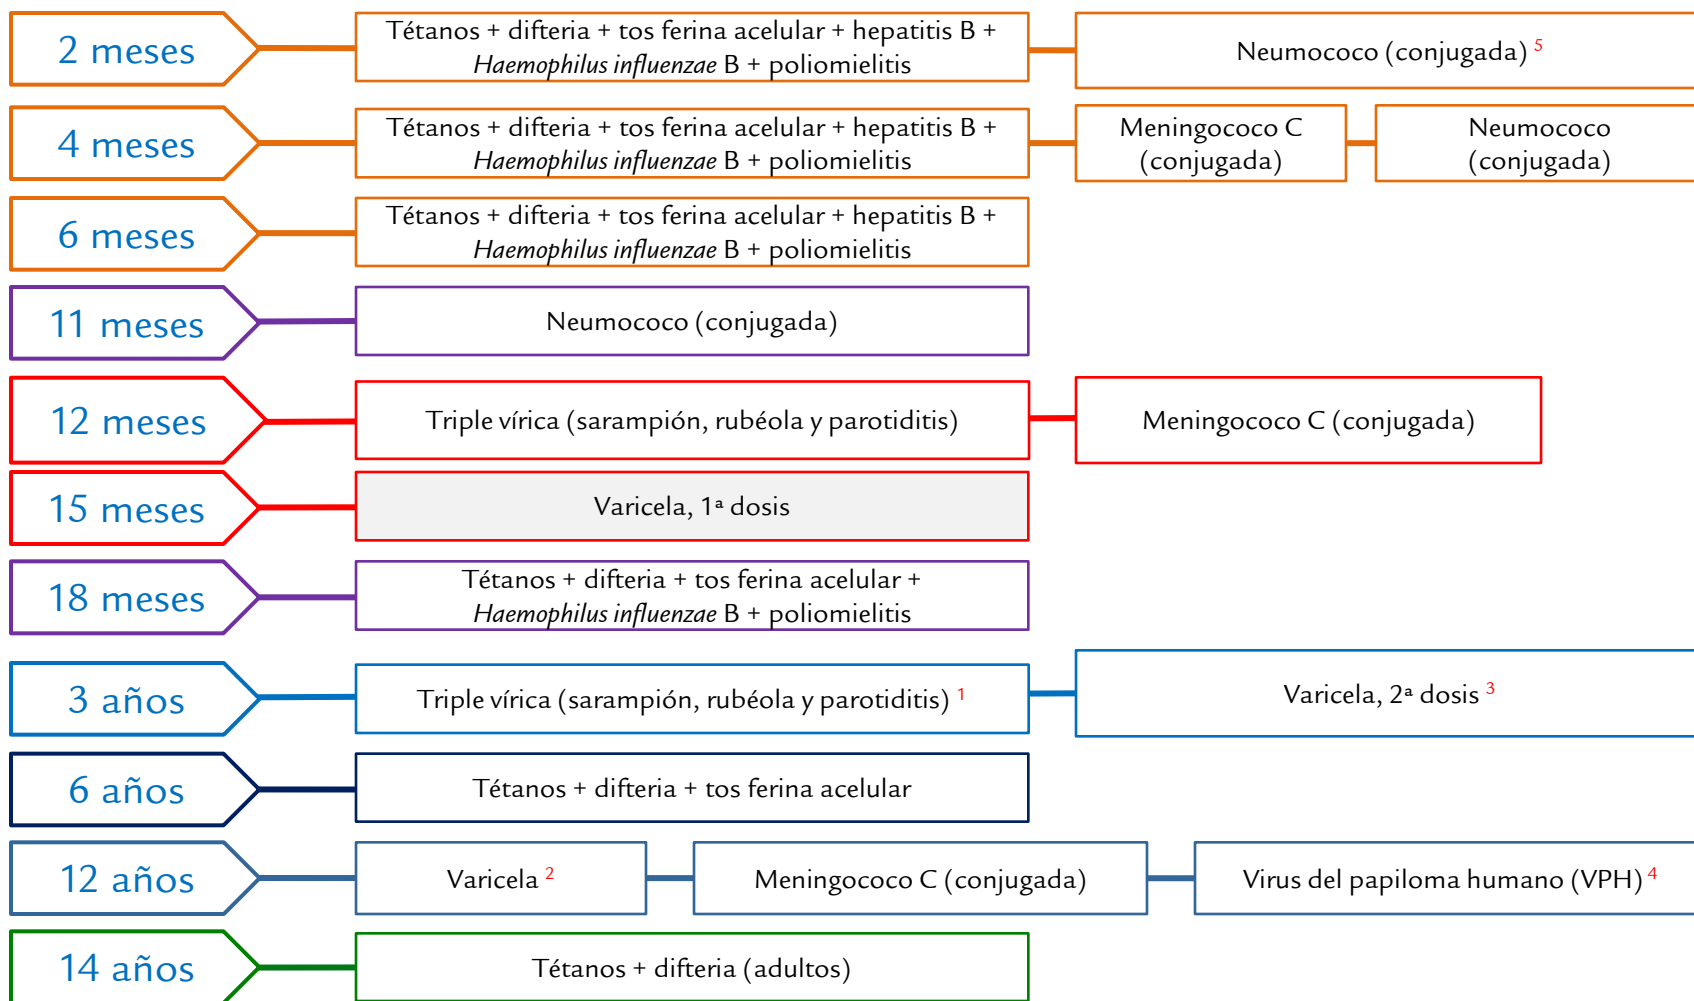 2 meses
Tétanos + difteria + tos ferina acelular + hepatitis B +
Haemophilus influenzae B + poliomielitis
Neumococo (conjugada) 5
4 meses
Tétanos + difteria + tos ferina acelular + hepatitis B +
Haemophilus influenzae B + poliomielitis
Meningococo C
(conjugada)
Neumococo
(conjugada)
6 meses
Tétanos + difteria + tos ferina acelular + hepatitis B +
Haemophilus influenzae B + poliomielitis
11 meses
Neumococo (conjugada)
12 meses
Triple vírica (sarampión, rubéola y parotiditis)
Meningococo C (conjugada)
15 meses
Varicela, 1ª dosis
18 meses
Tétanos + difteria + tos ferina acelular +
Haemophilus influenzae B + poliomielitis
3 años
Triple vírica (sarampión, rubéola y parotiditis) 1
Varicela, 2ª dosis 3
6 años
Tétanos + difteria + tos ferina acelular
12 años
Varicela 2
Meningococo C (conjugada)
Virus del papiloma humano (VPH) 4
14 años
Tétanos + difteria (adultos)